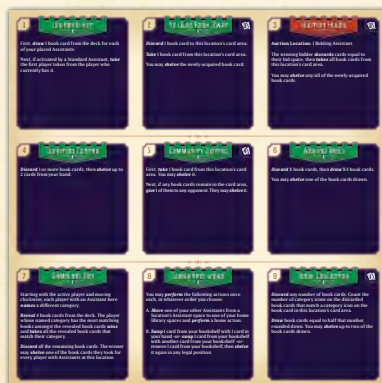 1
First, draw 1 book card from the deck for each
of your placed Assistants.
Next, if activated by a Standard Assistant, take
the first player token from the player who
currently has it.
2
Discard 1 book card to this location's card area.
Take 1 book card from this location's card area.
You may shelve the newly acquired book card.
3
Auction Location: 1 Bidding Assistant.
The winning bidder discards cards equal to
their bid space, then takes all book cards from
this location's card area.
You may shelve any/all of the newly acquired
book cards.
4
Discard 1 or more book cards, then shelve up to
2 cards from your hand.
5
First, take 1 book card from this location's card
area. You may shelve it.
Next, if any book cards remain in the card area,
give 1 of them to any opponent. They may shelve it.
6
Discard X book cards, then draw X+1 book cards.
You may shelve one of the book cards drawn.
7
Starting with the active player and moving
clockwise, each player with an Assistant here
names a different category.
Reveal 4 book cards from the deck. The player
whose named category has the most matching
books amongst the revealed book cards wins
and takes all the revealed book cards that
match their category.
Discard all the remaining book cards. The winner
may shelve one of the book cards they took for
every player with Assistants at this location.
8
You may perform the following actions once
each, in whatever order you choose:
A. Move one of your other Assistants from a
location's Assistant space to one of your home
library spaces and perform a home action.
B. Swap 1 card from your bookshelf with 1 card in
your hand -or- swap 1 card from your bookshelf
with another card from your bookshelf -or-
remove 1 card from your bookshelf, then shelve
it again in any legal position.
9
Discard any number of book cards. Count the
number of category icons on the discarded
book cards that match a category icon on the
cards in this location's card area.
Draw book cards equal to half that number,
rounded down. You may shelve up to two of the
book cards drawn.